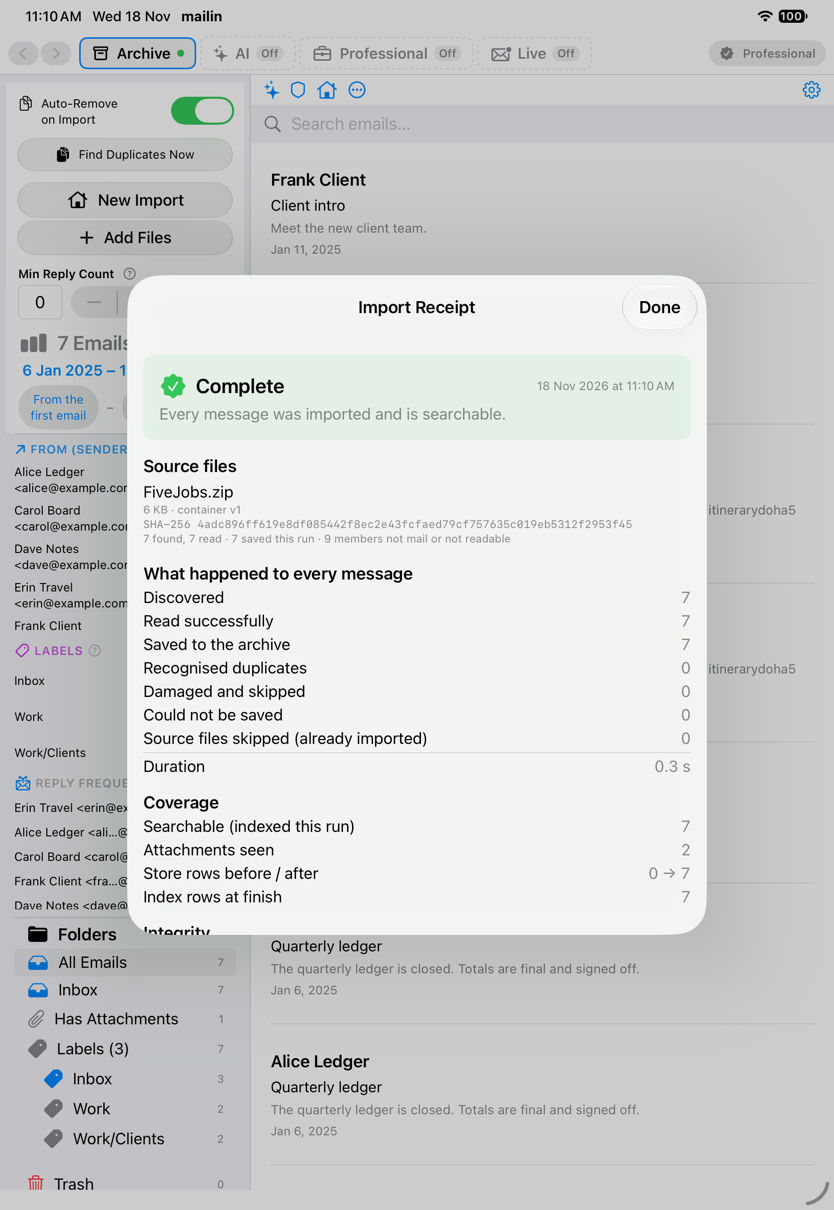 11:10 AM Wed 18 Nov mailin
100
Archive
AI Off
Professional Off
Live Off
Professional
Auto-Remove
on Import
Find Duplicates Now
New Import
Add Files
Min Reply Count
0
7 Emails
6 Jan 2025 – 1
From the
first email
–
FROM (SENDER
Alice Ledger
<alice@example.com
Carol Board
<carol@example.com
Dave Notes
<dave@example.com
Erin Travel
<erin@example.com
Frank Client
LABELS
Inbox
Work
Work/Clients
REPLY FREQUE
Erin Travel <erin@ex
Alice Ledger <ali...@
Carol Board <carol@
Frank Client <fra...@
Dave Notes <dave@
Folders
All Emails 7
Inbox 7
Has Attachments 1
Labels (3) 7
Inbox 3
Work 2
Work/Clients 2
Trash 0
Search emails...
Frank Client
Client intro
Meet the new client team.
Jan 11, 2025
itinerarydoha5
itinerarydoha5
Import Receipt
Done
Complete
18 Nov 2026 at 11:10 AM
Every message was imported and is searchable.
Source files
FiveJobs.zip
6 KB · container v1
SHA-256 4adc896ff619e8df085442f8ec2e43fcfaed79cf757635c019eb5312f2953f45
7 found, 7 read · 7 saved this run · 9 members not mail or not readable
What happened to every message
Discovered 7
Read successfully 7
Saved to the archive 7
Recognised duplicates 0
Damaged and skipped 0
Could not be saved 0
Source files skipped (already imported) 0
Duration 0.3 s
Coverage
Searchable (indexed this run) 7
Attachments seen 2
Store rows before / after 0 → 7
Index rows at finish 7
Integrity
Quarterly ledger
The quarterly ledger is closed. Totals are final and signed off.
Jan 6, 2025
Alice Ledger
Quarterly ledger
The quarterly ledger is closed. Totals are final and signed off.
Jan 6, 2025